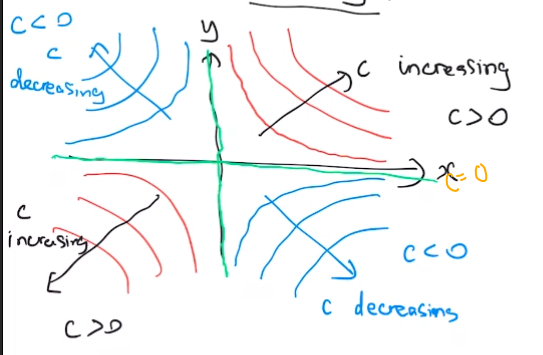 C<0
y
C
decreasing
C increasing
C>0
x
C=0
C
increasing
C<0
C decreasing
C>0